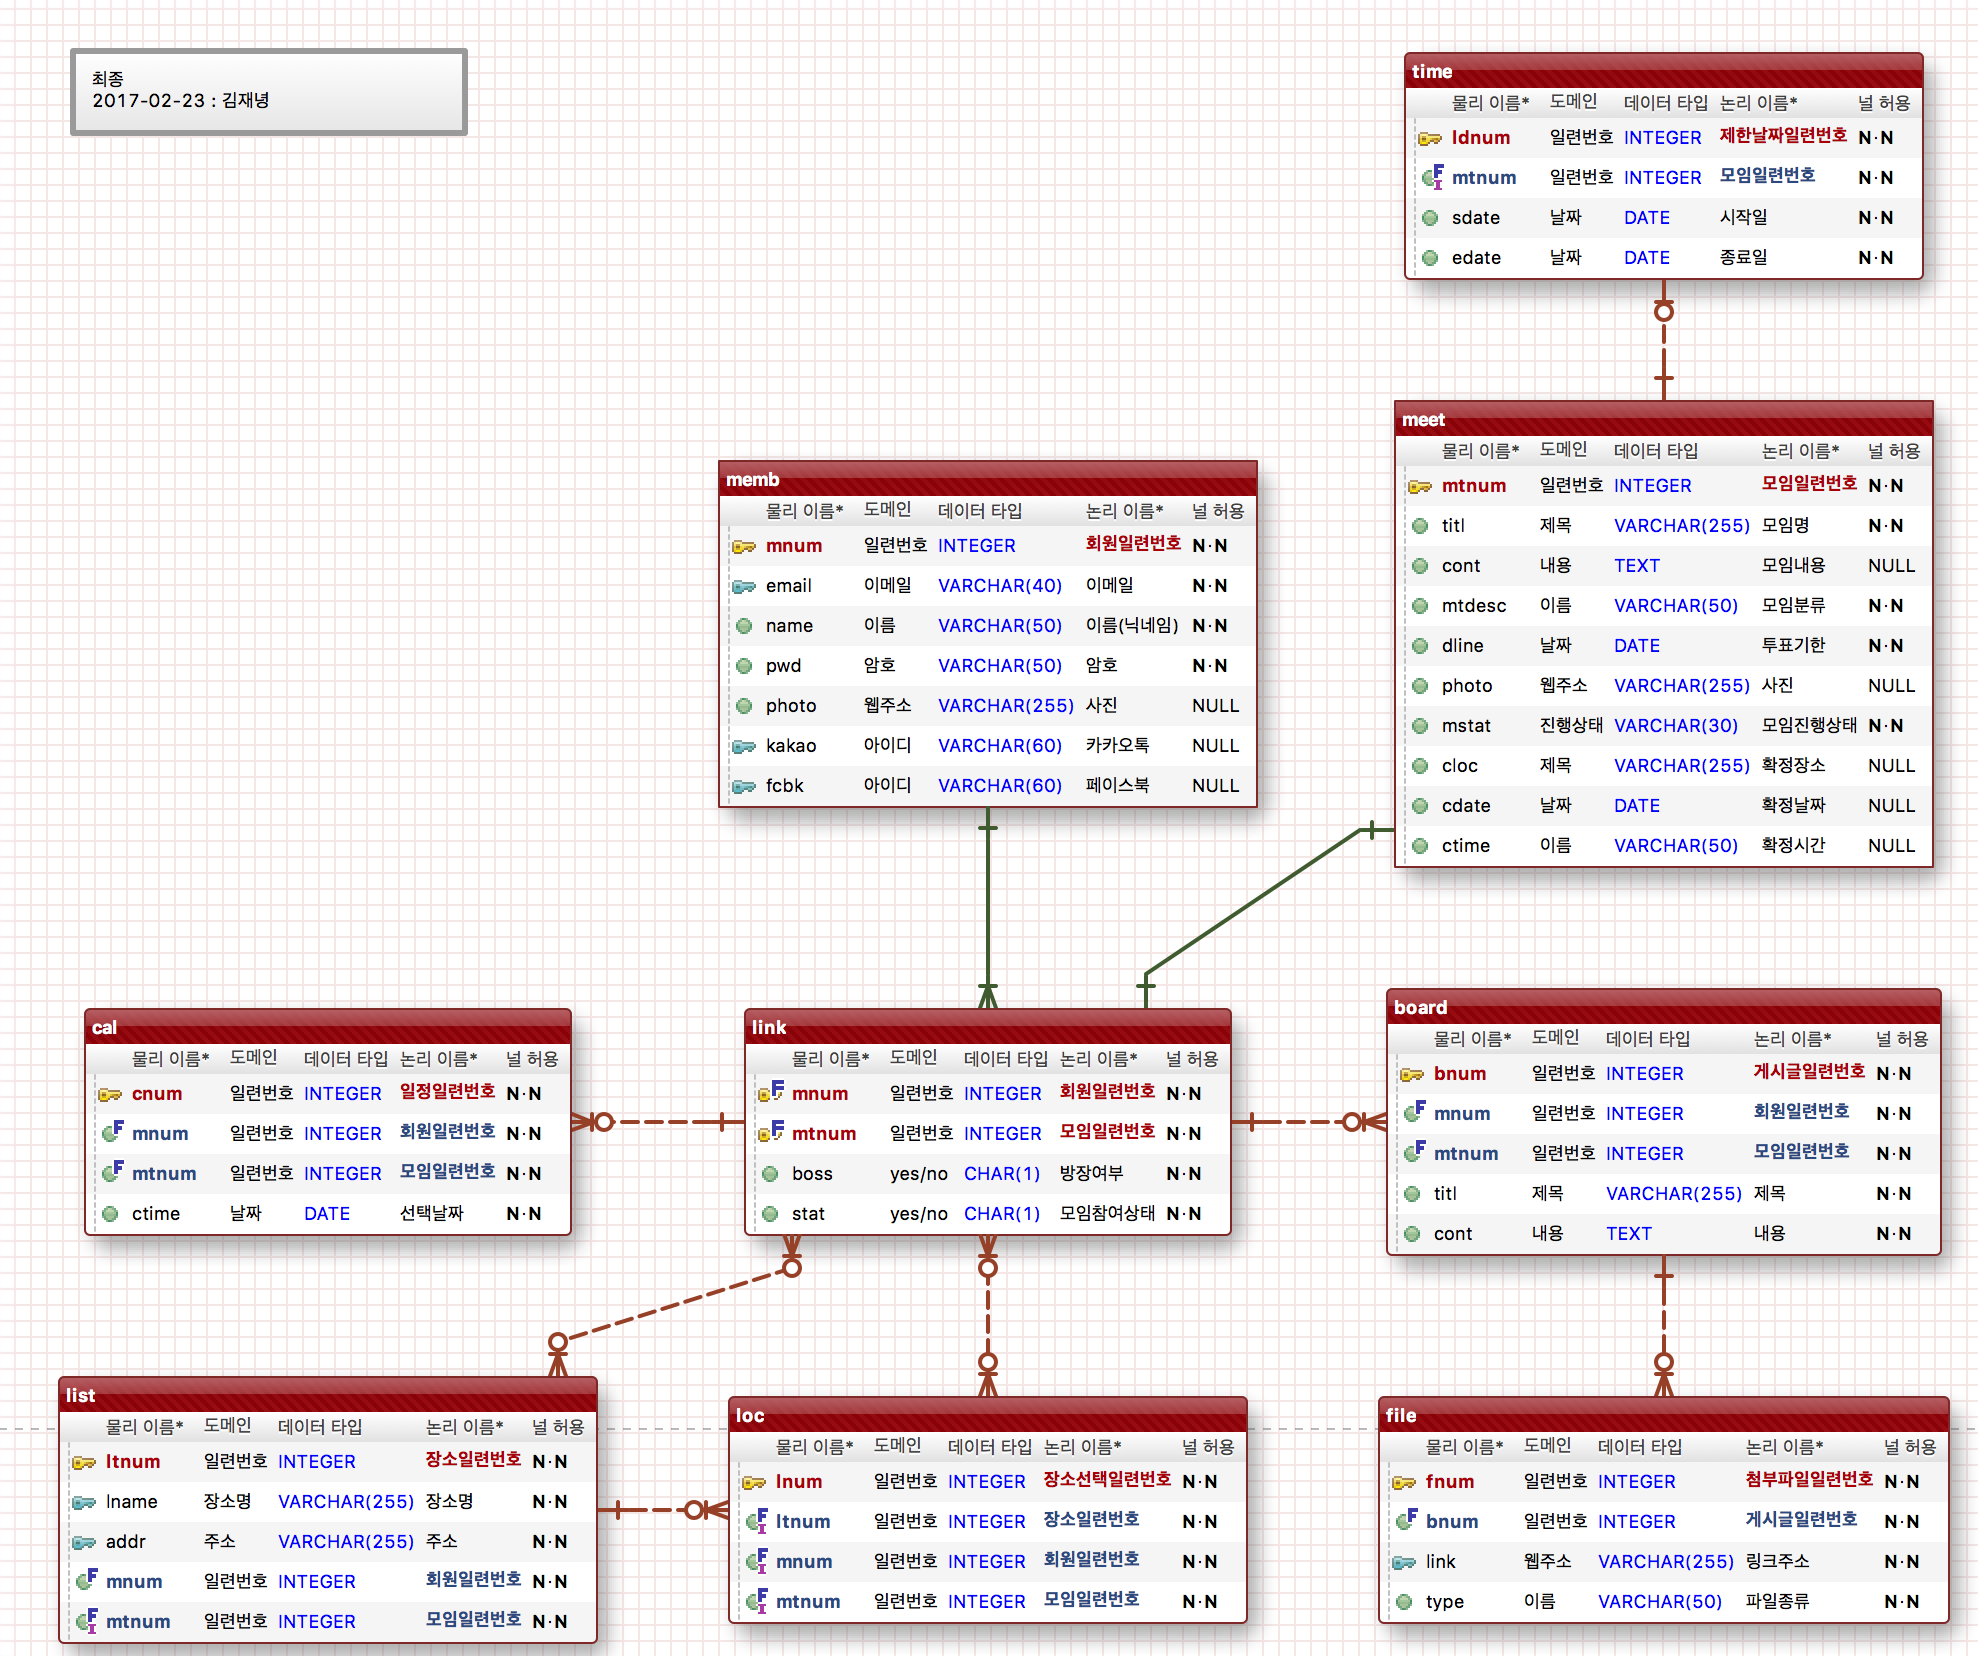 최종
2017-02-23 : 김재녕
time
물리 이름* 도메인 데이터 타입 논리 이름* 널 허용
ldnum 일련번호 INTEGER 제한날짜일련번호 N·N
mtnum 일련번호 INTEGER 모임일련번호 N·N
sdate 날짜 DATE 시작일 N·N
edate 날짜 DATE 종료일 N·N
meet
물리 이름* 도메인 데이터 타입 논리 이름* 널 허용
mtnum 일련번호 INTEGER 모임일련번호 N·N
titl 제목 VARCHAR(255) 모임명 N·N
cont 내용 TEXT 모임내용 NULL
mtdesc 이름 VARCHAR(50) 모임분류 N·N
dline 날짜 DATE 투표기한 N·N
photo 웹주소 VARCHAR(255) 사진 NULL
mstat 진행상태 VARCHAR(30) 모임진행상태 N·N
cloc 제목 VARCHAR(255) 확정장소 NULL
cdate 날짜 DATE 확정날짜 NULL
ctime 이름 VARCHAR(50) 확정시간 NULL
memb
물리 이름* 도메인 데이터 타입 논리 이름* 널 허용
mnum 일련번호 INTEGER 회원일련번호 N·N
email 이메일 VARCHAR(40) 이메일 N·N
name 이름 VARCHAR(50) 이름(닉네임) N·N
pwd 암호 VARCHAR(50) 암호 N·N
photo 웹주소 VARCHAR(255) 사진 NULL
kakao 아이디 VARCHAR(60) 카카오톡 NULL
fcbk 아이디 VARCHAR(60) 페이스북 NULL
cal
물리 이름* 도메인 데이터 타입 논리 이름* 널 허용
cnum 일련번호 INTEGER 일정일련번호 N·N
mnum 일련번호 INTEGER 회원일련번호 N·N
mtnum 일련번호 INTEGER 모임일련번호 N·N
ctime 날짜 DATE 선택날짜 N·N
link
물리 이름* 도메인 데이터 타입 논리 이름* 널 허용
mnum 일련번호 INTEGER 회원일련번호 N·N
mtnum 일련번호 INTEGER 모임일련번호 N·N
boss yes/no CHAR(1) 방장여부 N·N
stat yes/no CHAR(1) 모임참여상태 N·N
board
물리 이름* 도메인 데이터 타입 논리 이름* 널 허용
bnum 일련번호 INTEGER 게시글일련번호 N·N
mnum 일련번호 INTEGER 회원일련번호 N·N
mtnum 일련번호 INTEGER 모임일련번호 N·N
titl 제목 VARCHAR(255) 제목 N·N
cont 내용 TEXT 내용 N·N
list
물리 이름* 도메인 데이터 타입 논리 이름* 널 허용
ltnum 일련번호 INTEGER 장소일련번호 N·N
lname 장소명 VARCHAR(255) 장소명 N·N
addr 주소 VARCHAR(255) 주소 N·N
mnum 일련번호 INTEGER 회원일련번호 N·N
mtnum 일련번호 INTEGER 모임일련번호 N·N
loc
물리 이름* 도메인 데이터 타입 논리 이름* 널 허용
lnum 일련번호 INTEGER 장소선택일련번호 N·N
ltnum 일련번호 INTEGER 장소일련번호 N·N
mnum 일련번호 INTEGER 회원일련번호 N·N
mtnum 일련번호 INTEGER 모임일련번호 N·N
file
물리 이름* 도메인 데이터 타입 논리 이름* 널 허용
fnum 일련번호 INTEGER 첨부파일일련번호 N·N
bnum 일련번호 INTEGER 게시글일련번호 N·N
link 웹주소 VARCHAR(255) 링크주소 N·N
type 이름 VARCHAR(50) 파일종류 N·N